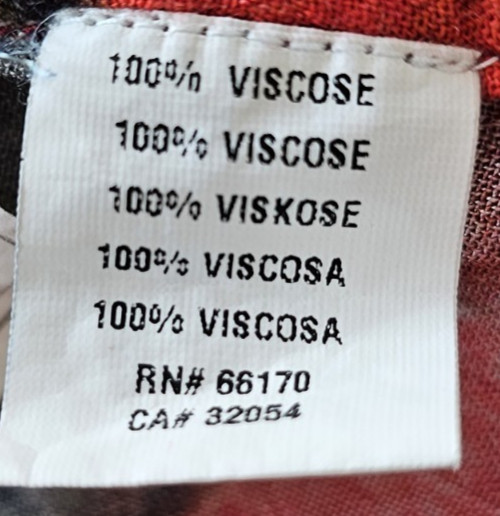 100% VISCOSE
100% VISCOSE
100% VISKOSE
100% VISCOSA
100% VISCOSA
RN# 66170
CA# 32054